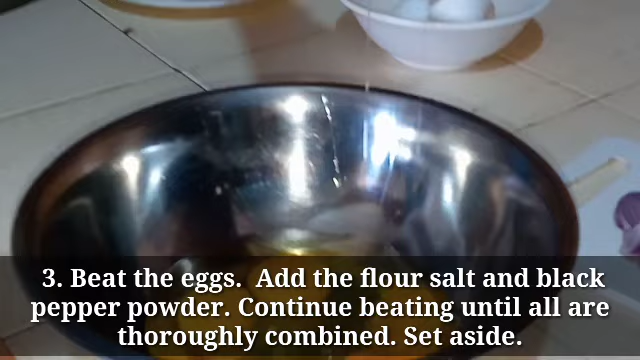 3. Beat the eggs.  Add the flour salt and black
pepper powder. Continue beating until all are
thoroughly combined. Set aside.